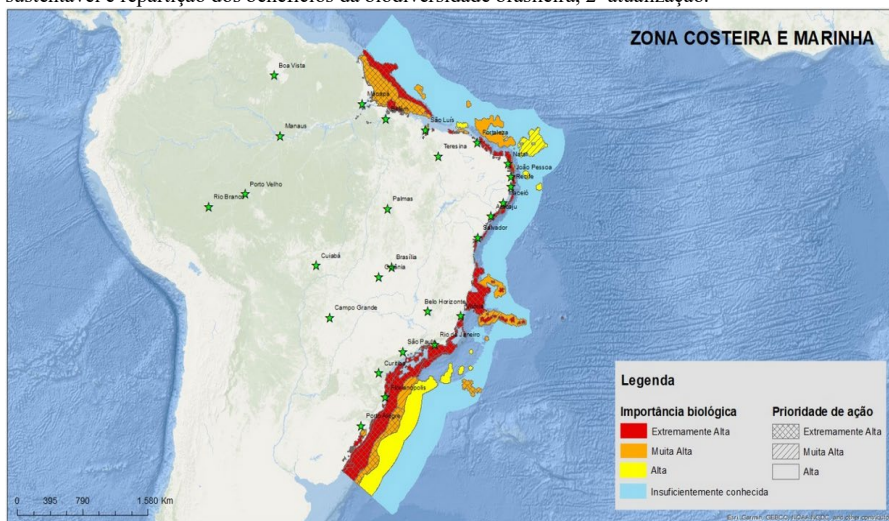 sustentável e repartição dos benefícios da biodiversidade brasileira, 2ª atualização.
ZONA COSTEIRA E MARINHA
Boa Vista
Macapá
Belém
São Luís
Manaus
Fortaleza
Teresina
Natal
João Pessoa
Recife
Maceió
Porto Velho
Rio Branco
Palmas
Aracaju
Salvador
Cuiabá
Brasília
Goiânia
Belo Horizonte
Campo Grande
Rio de Janeiro
São Paulo
Curitiba
Florianópolis
Porto Alegre
Legenda
Importância biológica Prioridade de ação
Extremamente Alta Extremamente Alta
Muita Alta Muita Alta
Alta Alta
Insuficientemente conhecida
0 395 790 1.580 Km